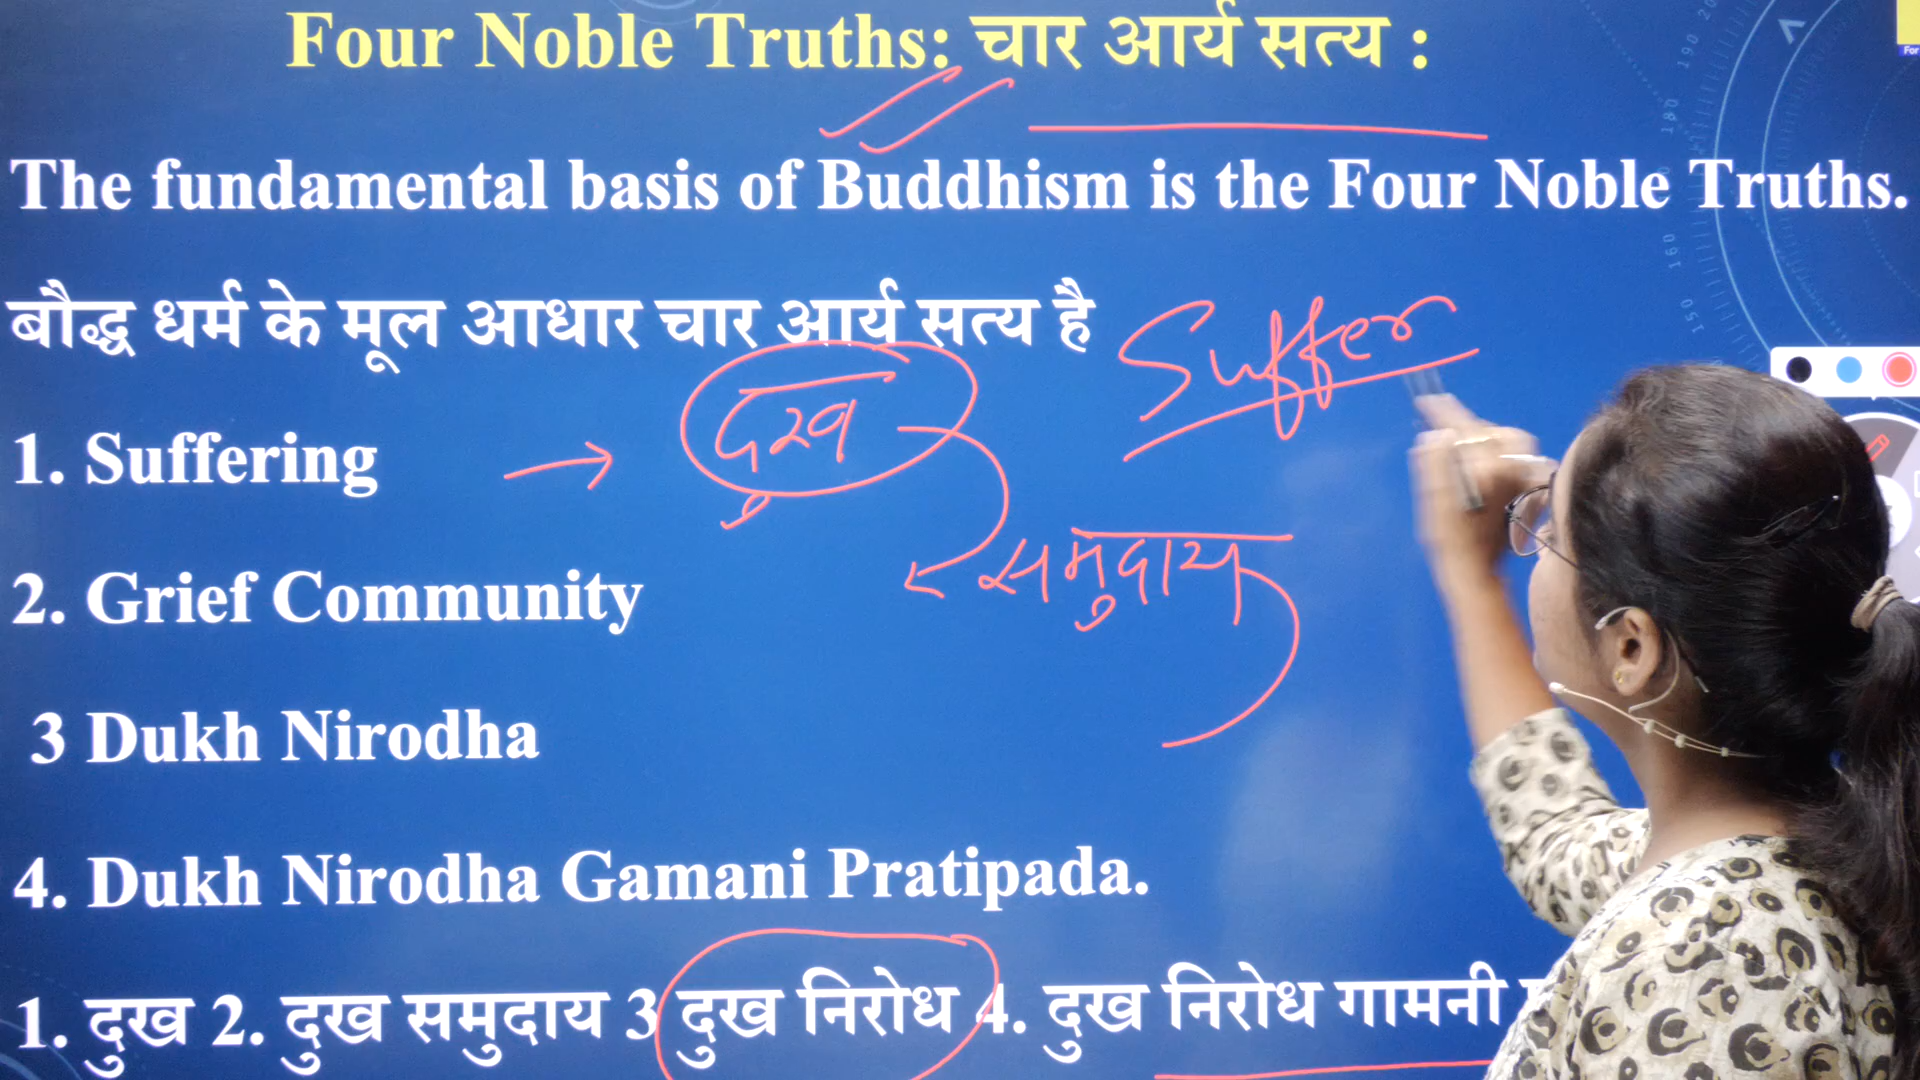 Four Noble Truths: चार आर्य सत्य :
The fundamental basis of Buddhism is the Four Noble Truths.
बौद्ध धर्म के मूल आधार चार आर्य सत्य है
Suffer
1. Suffering → दुख
समुदाय
2. Grief Community
3 Dukh Nirodha
4. Dukh Nirodha Gamani Pratipada.
1. दुख 2. दुख समुदाय 3 दुख निरोध 4. दुख निरोध गामनी